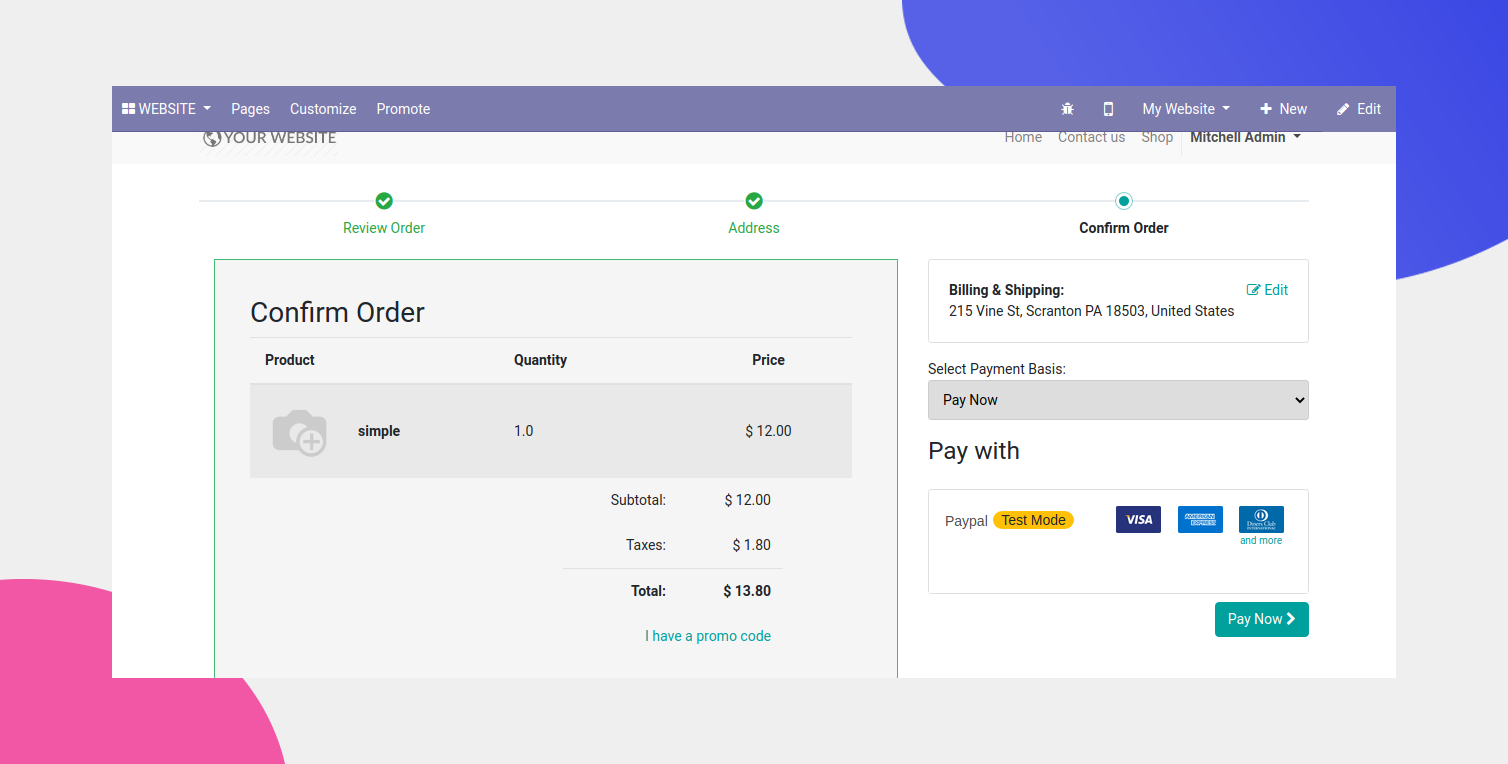 WEBSITE Pages Customize Promote My Website New Edit
YOUR WEBSITE Home Contact us Shop Mitchell Admin
Review Order Address Confirm Order
Confirm Order
Product Quantity Price
simple 1.0 $ 12.00
Subtotal: $ 12.00
Taxes: $ 1.80
Total: $ 13.80
I have a promo code
Billing & Shipping: Edit
215 Vine St, Scranton PA 18503, United States
Select Payment Basis:
Pay Now
Pay with
Paypal Test Mode VISA AMERICAN EXPRESS Diners Club INTERNATIONAL
and more
Pay Now